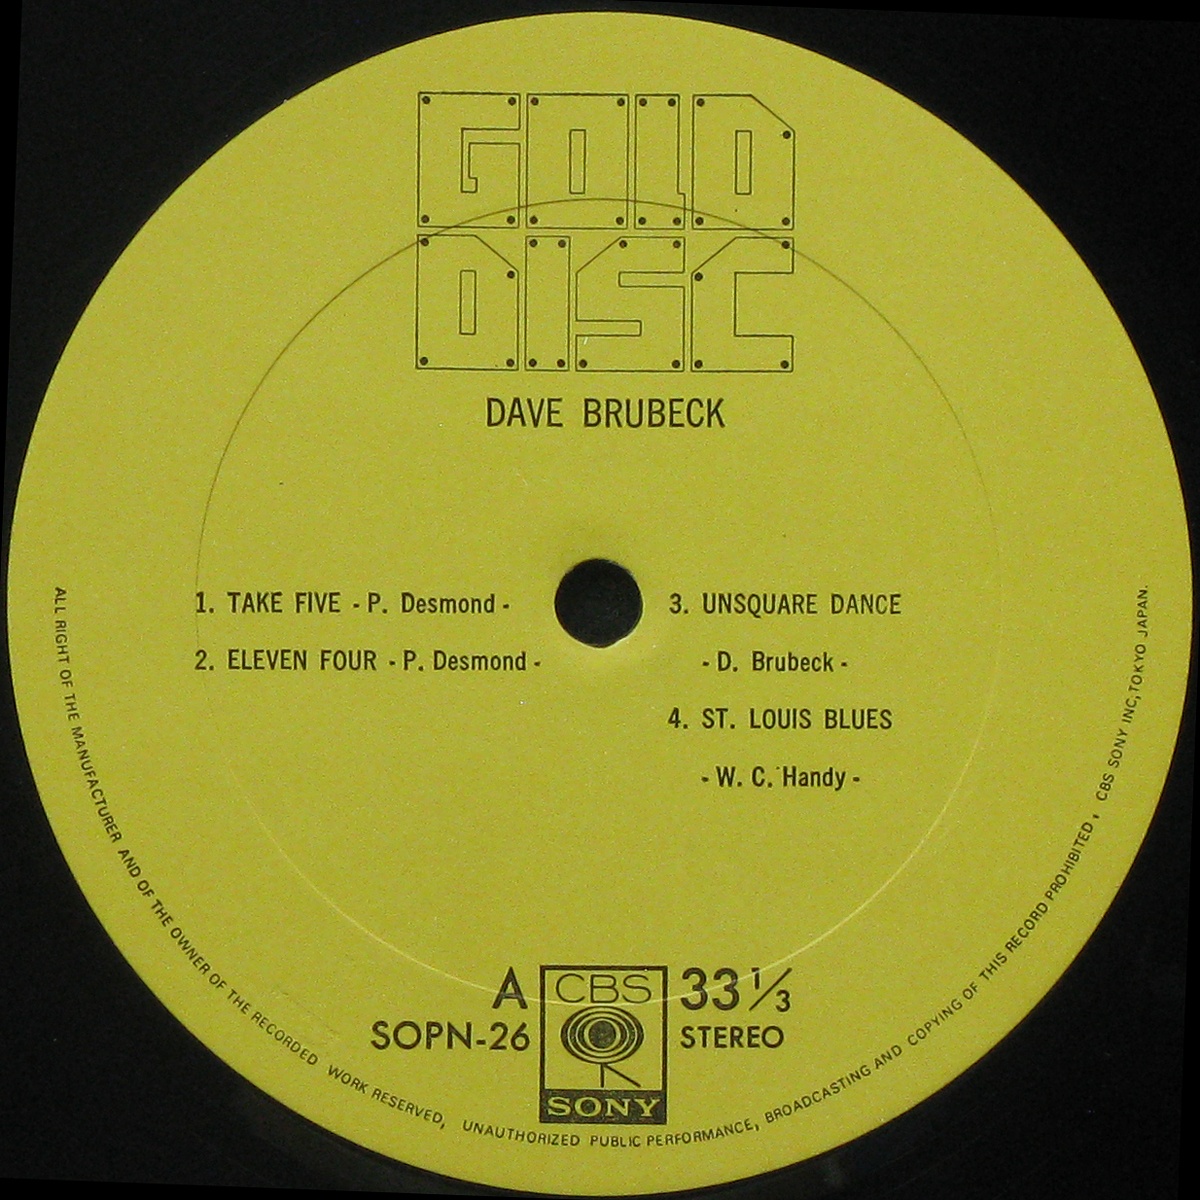 GOLD
DISC
DAVE BRUBECK
1. TAKE FIVE - P. Desmond -
2. ELEVEN FOUR - P. Desmond -
3. UNSQUARE DANCE
- D. Brubeck -
4. ST. LOUIS BLUES
- W. C. Handy -
A
SOPN-26
CBS
SONY
33 1/3
STEREO
ALL RIGHT OF THE MANUFACTURER AND OF THE OWNER OF THE RECORDED WORK RESERVED, UNAUTHORIZED PUBLIC PERFORMANCE, BROADCASTING AND COPYING OF THIS RECORD PROHIBITED, CBS SONY INC, TOKYO JAPAN.